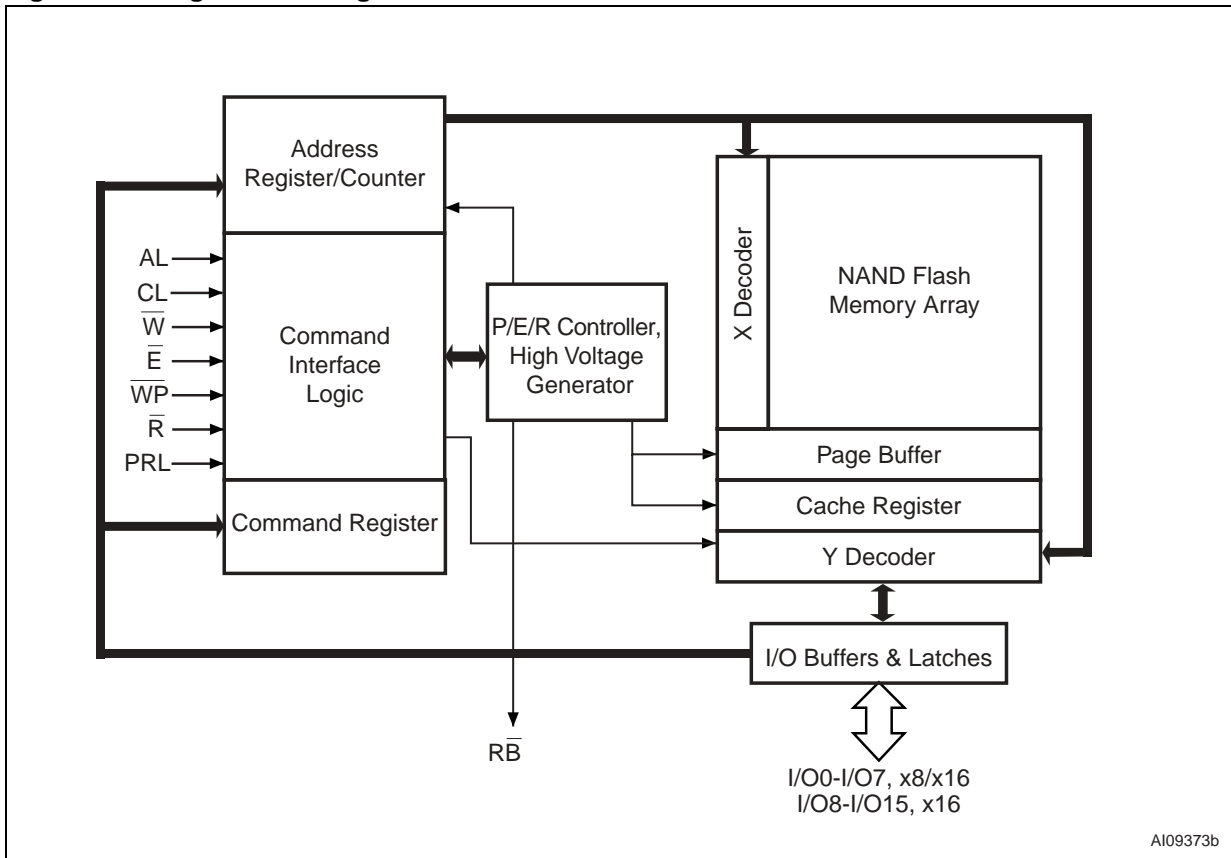 Address
Register/Counter
AL
CL
W̅
E̅
W̅P̅
R̅
PRL
Command
Interface
Logic
Command Register
P/E/R Controller,
High Voltage
Generator
RB̅
X Decoder
NAND Flash
Memory Array
Page Buffer
Cache Register
Y Decoder
I/O Buffers & Latches
I/O0-I/O7, x8/x16
I/O8-I/O15, x16
AI09373b